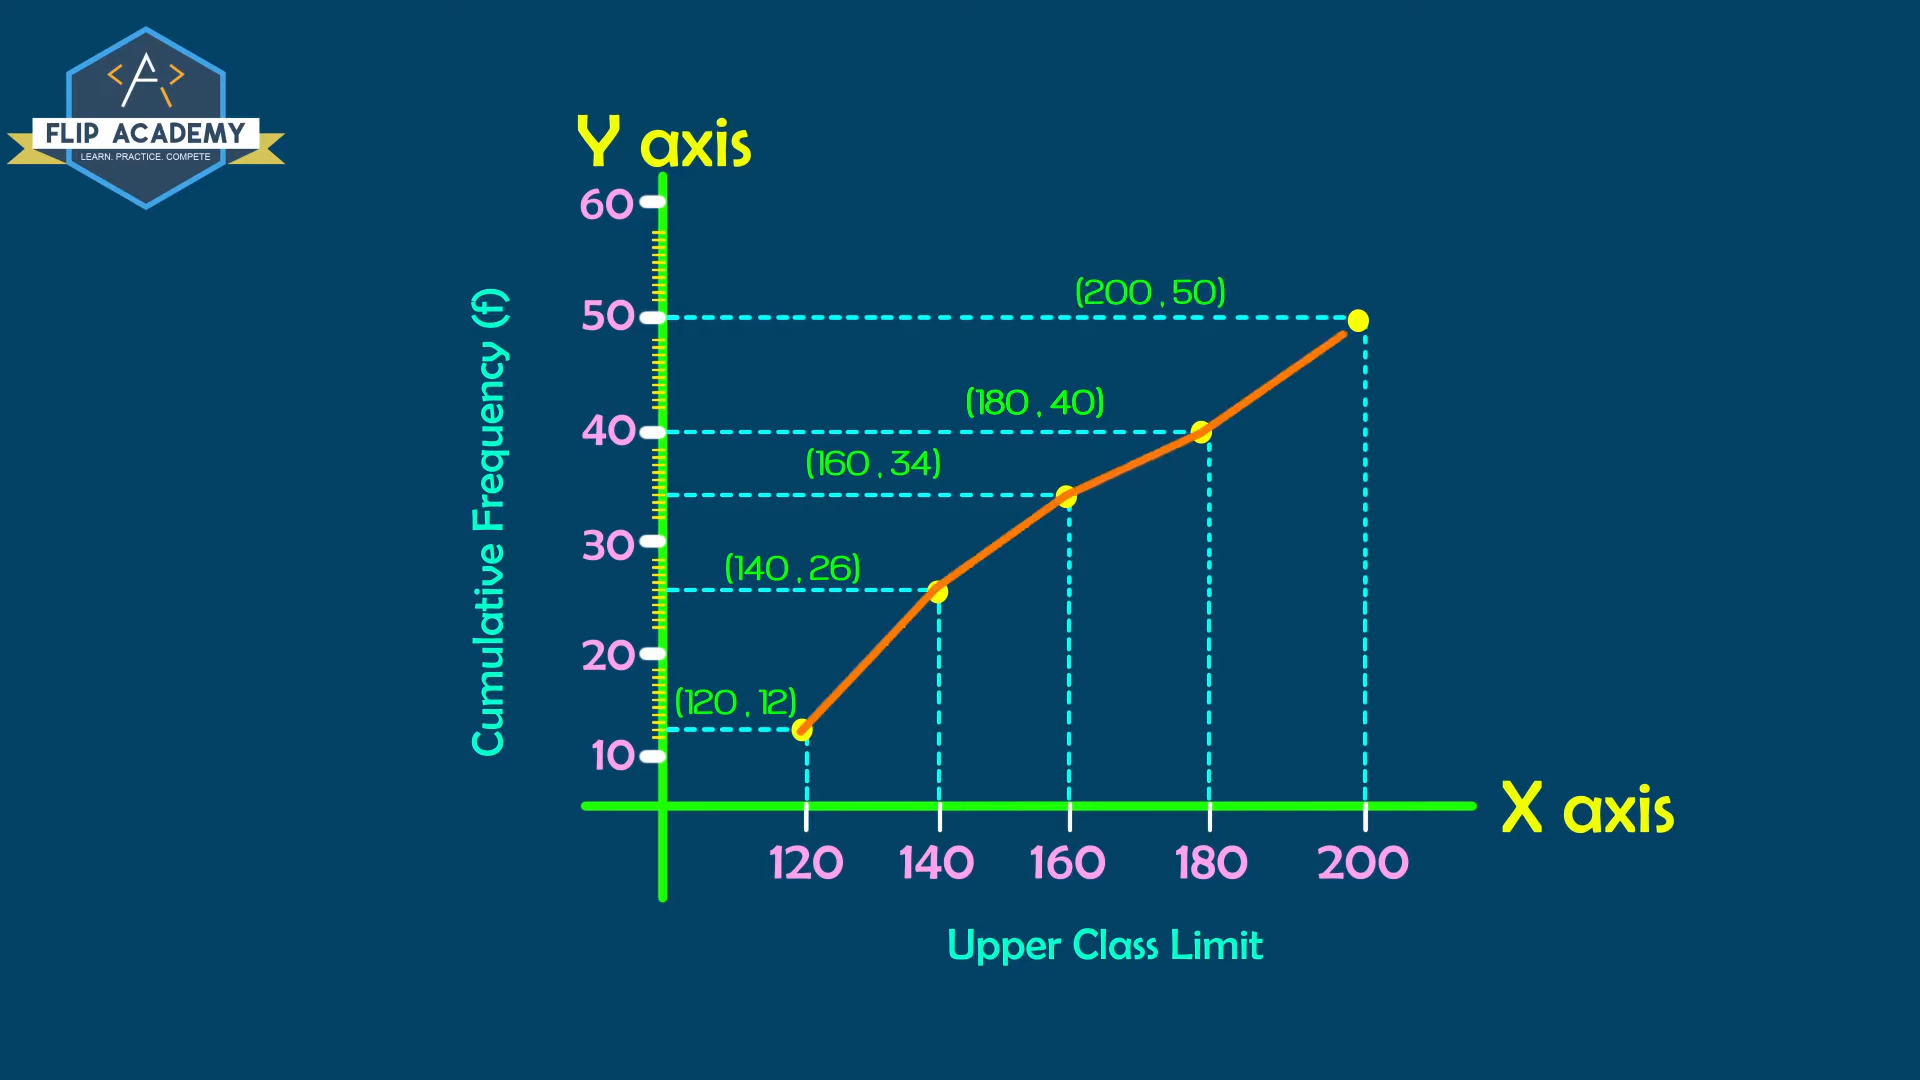 FLIP ACADEMY
LEARN. PRACTICE. COMPETE
Y axis
60
50
40
30
20
10
Cumulative Frequency (f)
(200 , 50)
(180 , 40)
(160 , 34)
(140 , 26)
(120 , 12)
X axis
120 140 160 180 200
Upper Class Limit